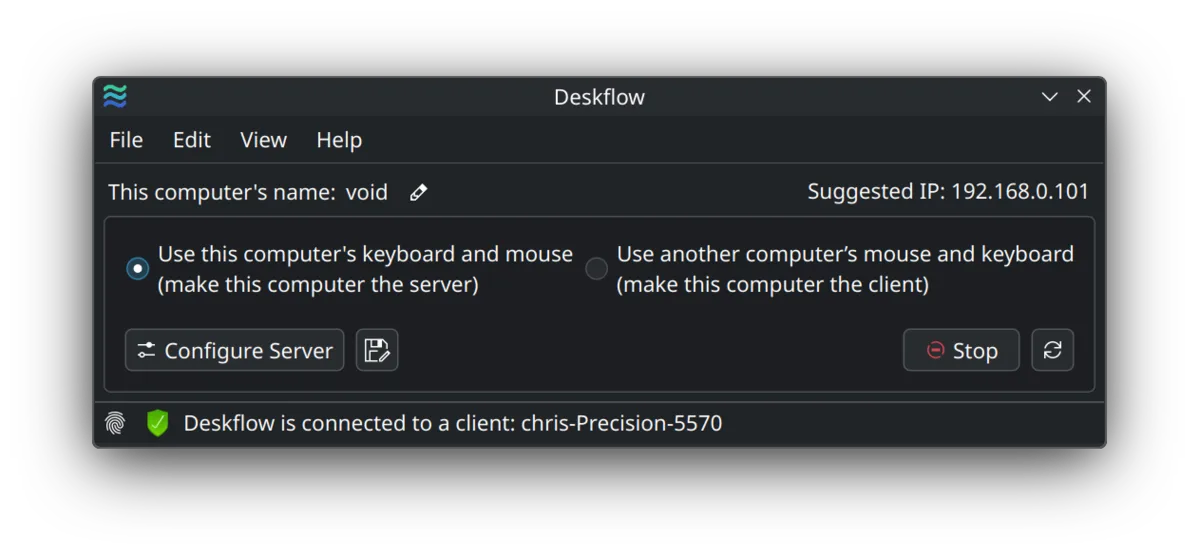 Deskflow
File Edit View Help
This computer's name: void
Suggested IP: 192.168.0.101
Use this computer's keyboard and mouse
(make this computer the server)
Use another computer’s mouse and keyboard
(make this computer the client)
Configure Server
Stop
Deskflow is connected to a client: chris-Precision-5570